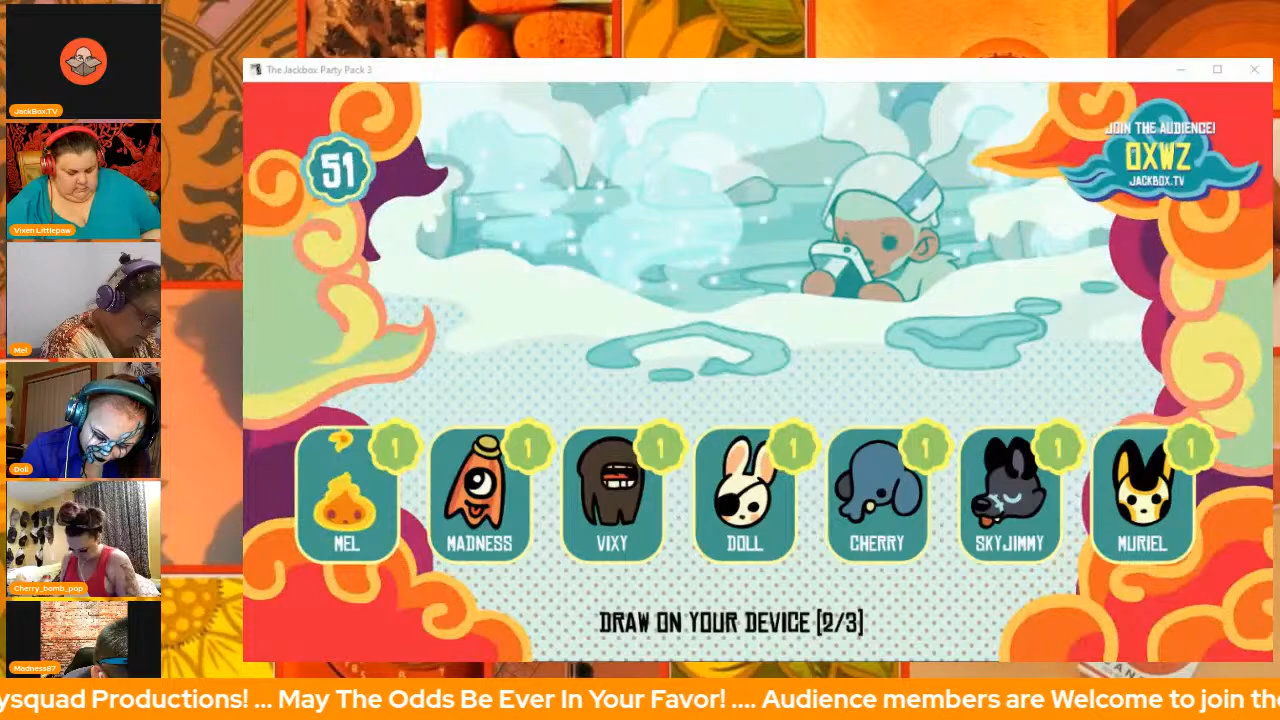 JackBox.TV
Vixen Littlepaw
Mel
Doll
Cherry_bomb_pop
Madness87
The Jackbox Party Pack 3
51
JOIN THE AUDIENCE!
OXWZ
JACKBOX.TV
1 1 1 1 1 1 1
MEL MADNESS VIXY DOLL CHERRY SKYJIMMY MURIEL
DRAW ON YOUR DEVICE [2/3]
ysquad Productions! ... May The Odds Be Ever In Your Favor! .... Audience members are Welcome to join the